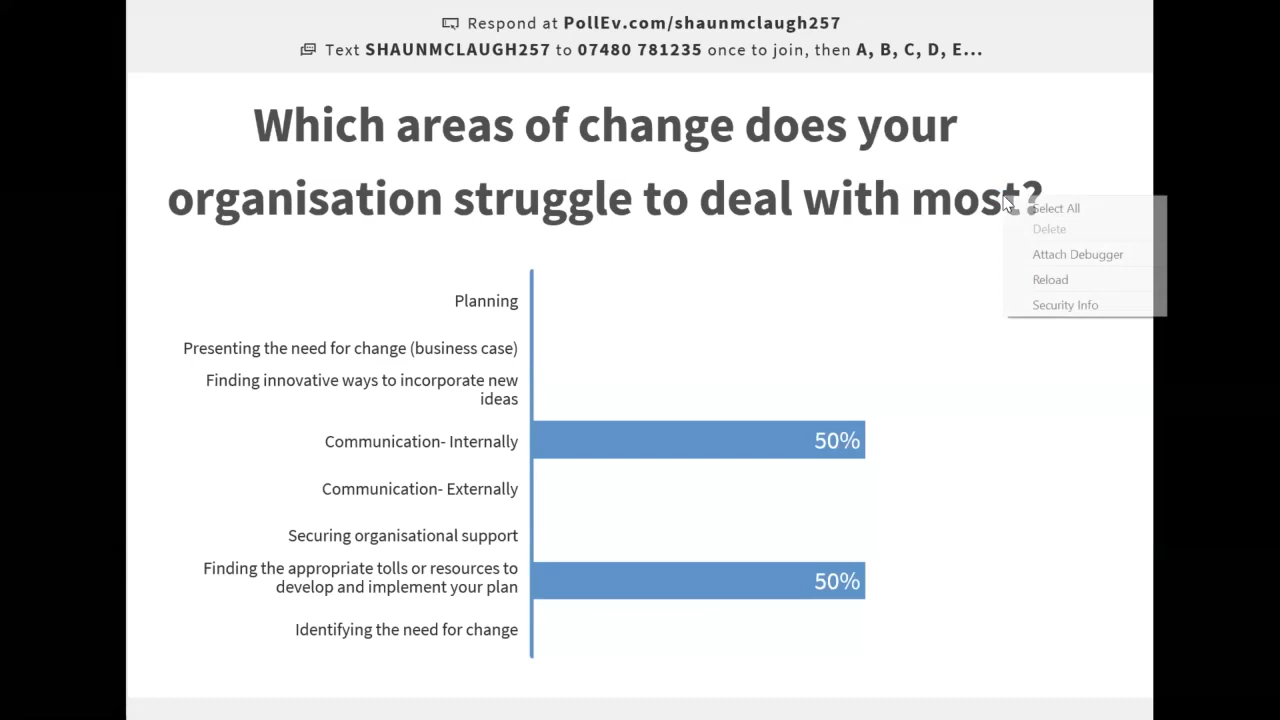 Respond at PollEv.com/shaunmclaugh257
Text SHAUNMCLAUGH257 to 07480 781235 once to join, then A, B, C, D, E...
Which areas of change does your
organisation struggle to deal with most?
Select All
Delete
Attach Debugger
Reload
Security Info
Planning
Presenting the need for change (business case)
Finding innovative ways to incorporate new
ideas
Communication- Internally
50%
Communication- Externally
Securing organisational support
Finding the appropriate tolls or resources to
develop and implement your plan
50%
Identifying the need for change